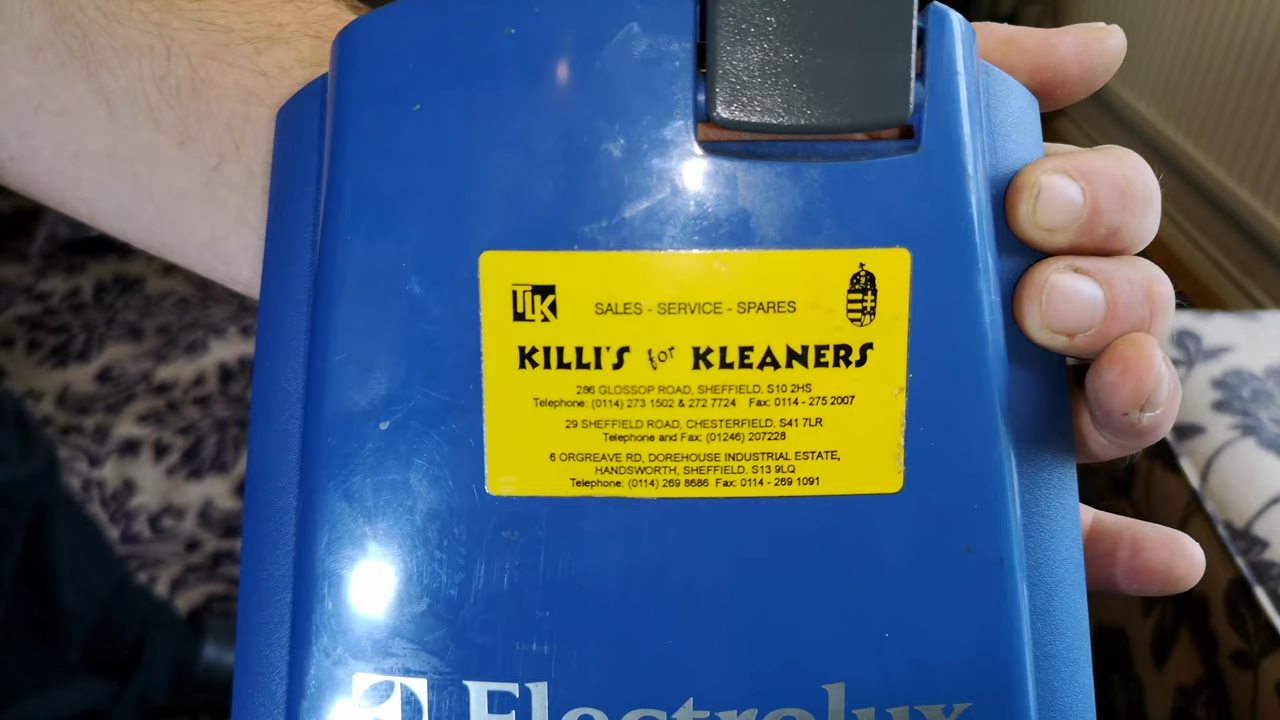 TLK
SALES - SERVICE - SPARES
KILLI'S for KLEANERS
286 GLOSSOP ROAD, SHEFFIELD, S10 2HS
Telephone: (0114) 273 1502 & 272 7724 Fax: 0114 - 275 2007
29 SHEFFIELD ROAD, CHESTERFIELD, S41 7LR
Telephone and Fax: (01246) 207228
6 ORGREAVE RD, DOREHOUSE INDUSTRIAL ESTATE,
HANDSWORTH, SHEFFIELD, S13 9LQ
Telephone: (0114) 269 8686 Fax: 0114 - 269 1091
Electrolux